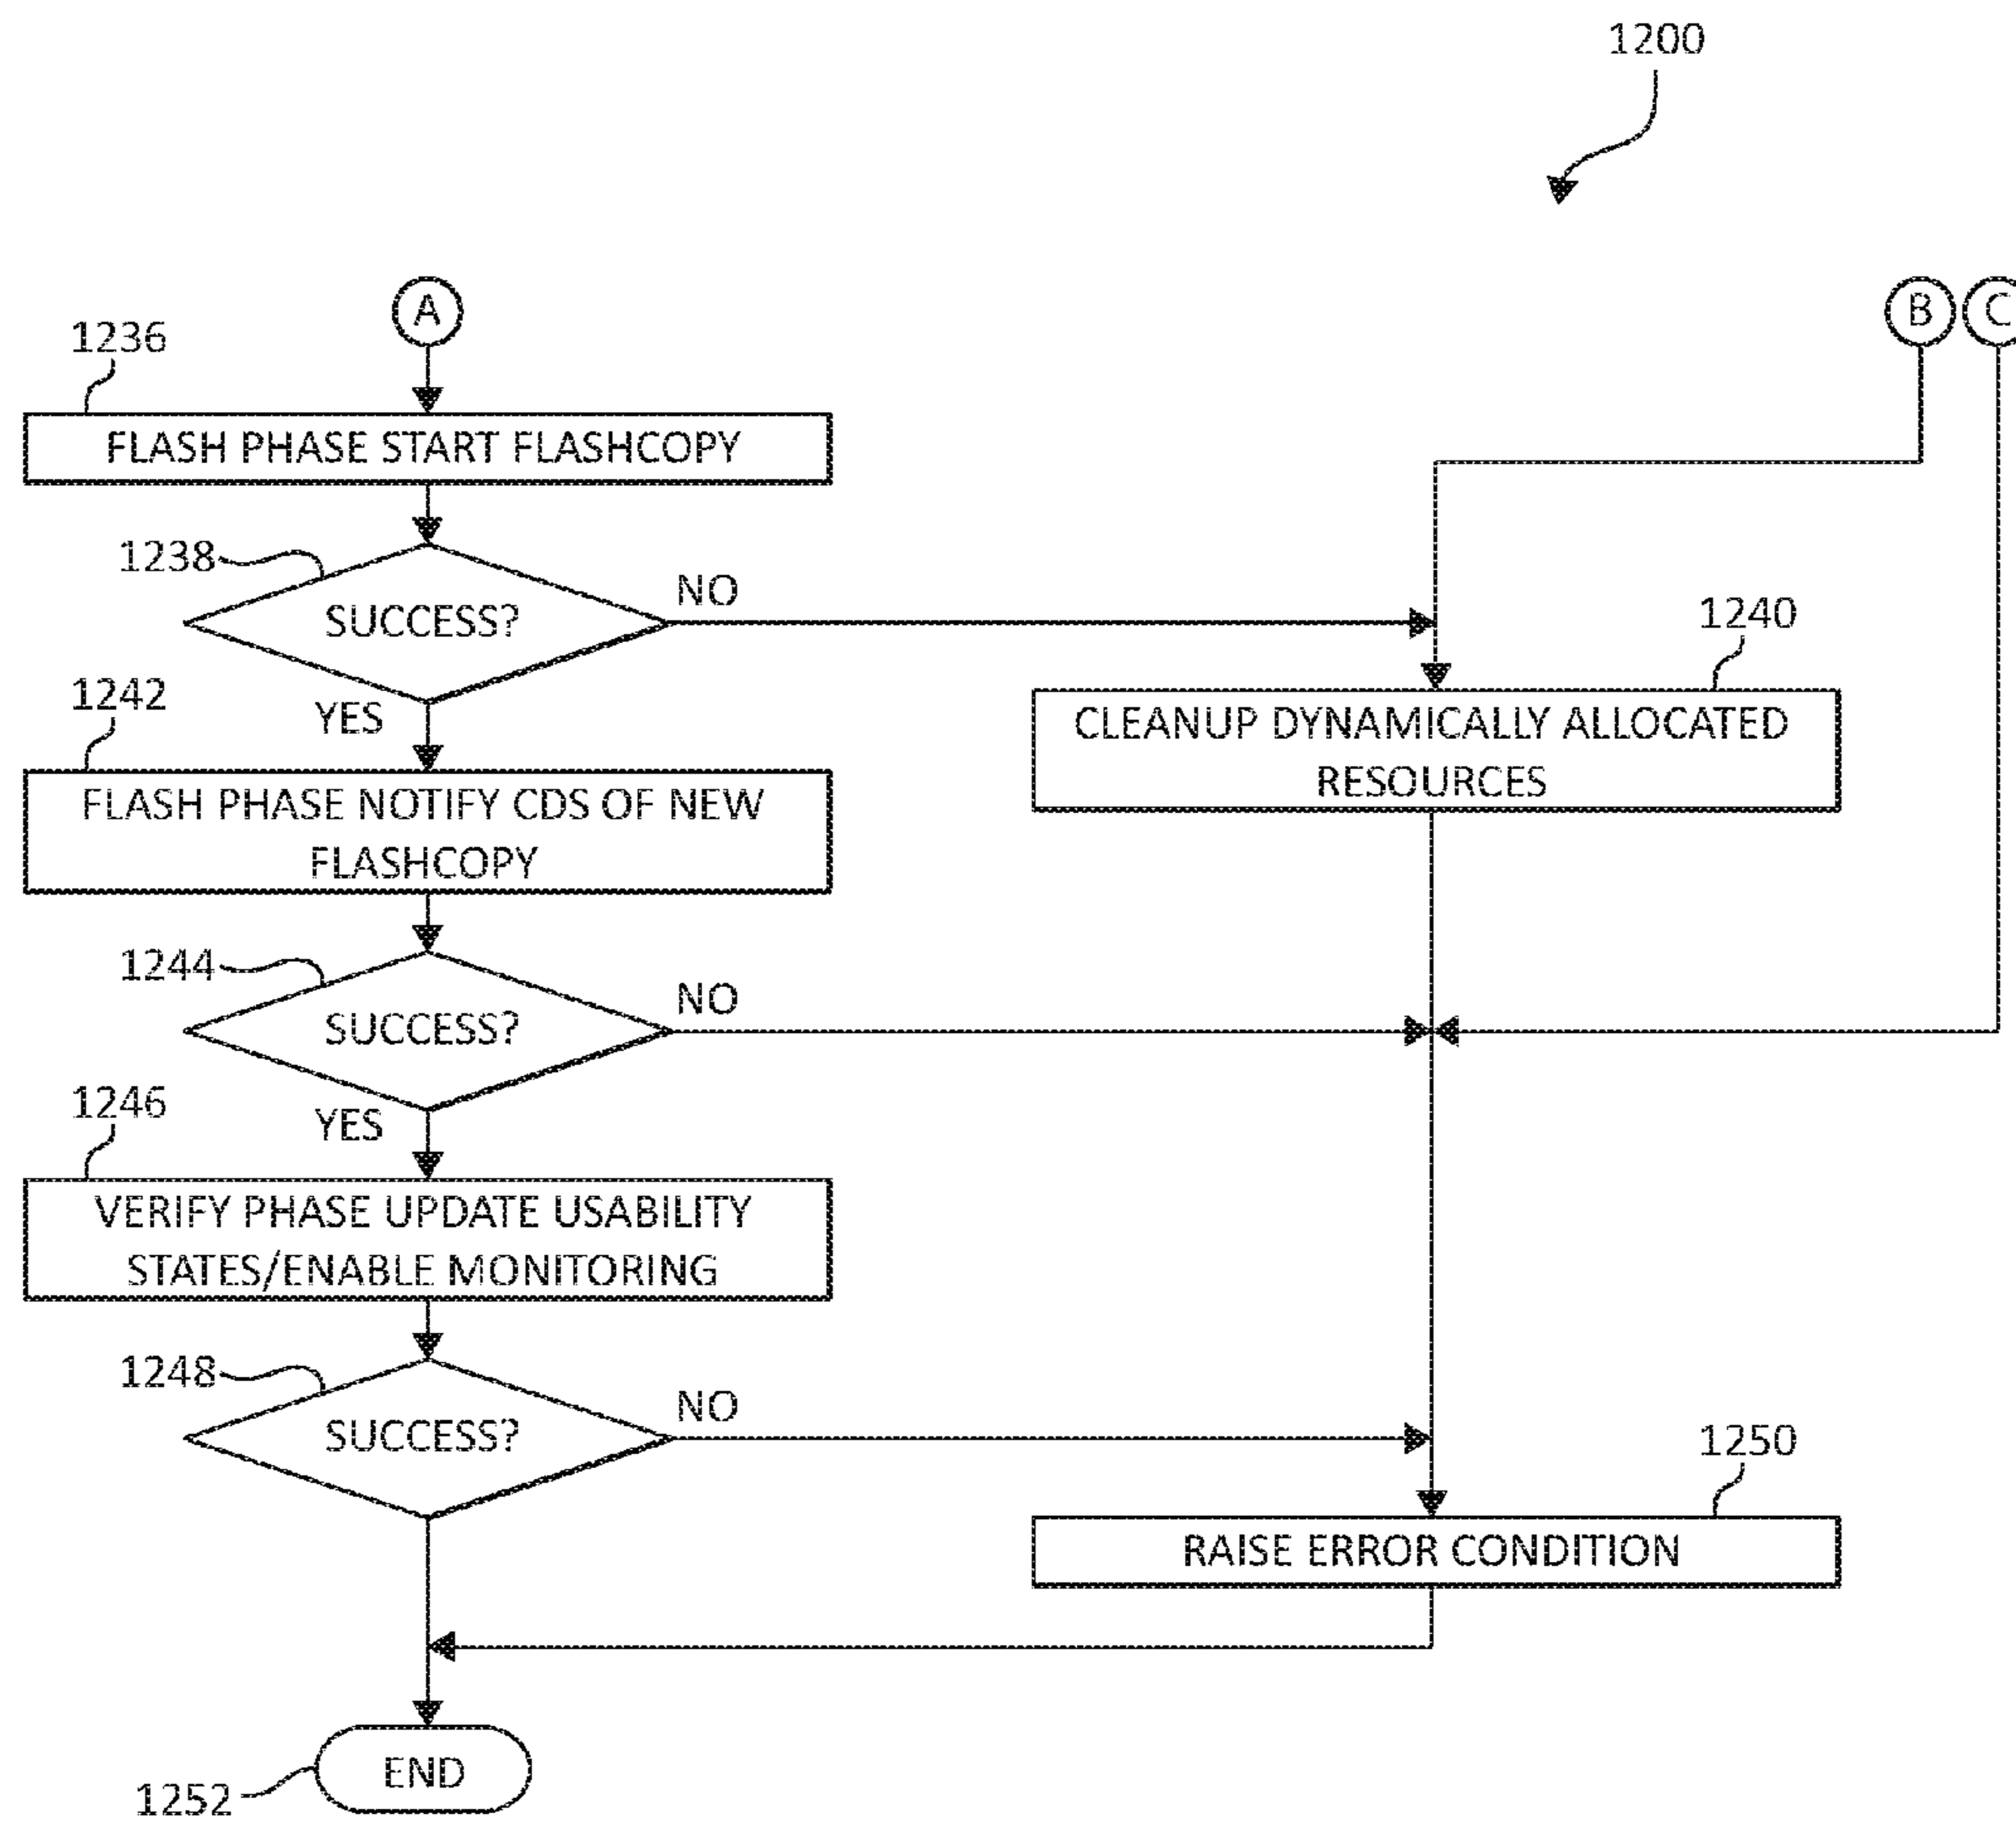 1200
A
B
C
1236
FLASH PHASE START FLASHCOPY
1238
SUCCESS?
NO
1240
CLEANUP DYNAMICALLY ALLOCATED
RESOURCES
YES
1242
FLASH PHASE NOTIFY CDS OF NEW
FLASHCOPY
1244
SUCCESS?
NO
YES
1246
VERIFY PHASE UPDATE USABILITY
STATES/ENABLE MONITORING
1248
SUCCESS?
NO
1250
RAISE ERROR CONDITION
END
1252